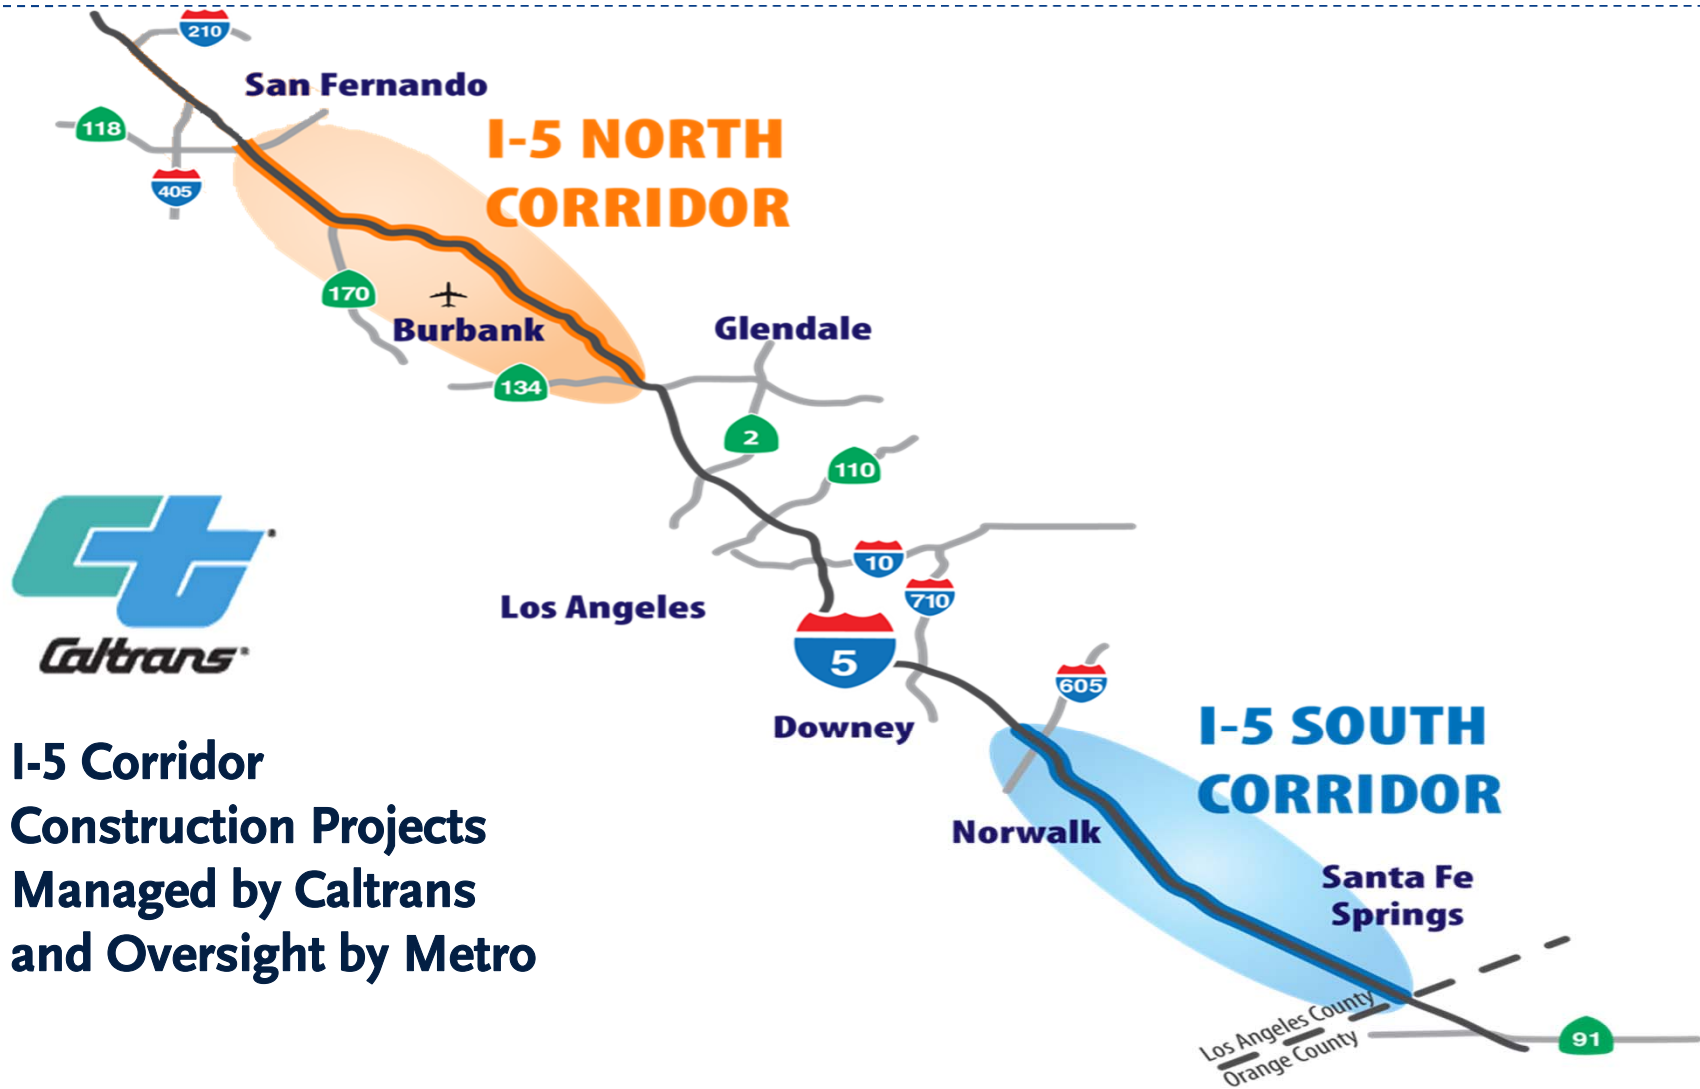 210
San Fernando
118
I-5 NORTH
CORRIDOR
405
170
Burbank
Glendale
134
2
110
10
Los Angeles
710
5
605
Downey
Caltrans
I-5 SOUTH
CORRIDOR
I-5 Corridor
Construction Projects
Managed by Caltrans
and Oversight by Metro
Norwalk
Santa Fe
Springs
Los Angeles County
Orange County
91